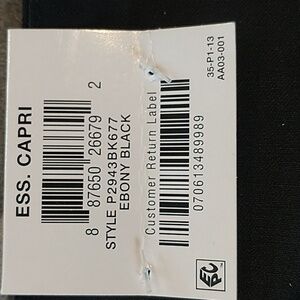 ESS. CAPRI
8 87650 26679 2
STYLE P2943BK677
EBONY BLACK
Customer Return Label
070613489989
35-P1-13
AA03-001